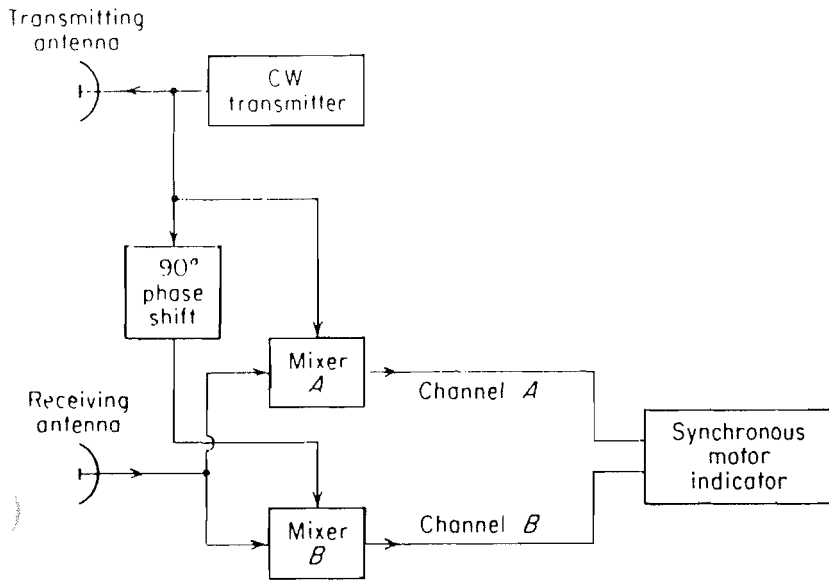 Transmitting
antenna
CW
transmitter
90°
phase
shift
Mixer
A
Channel A
Receiving
antenna
Synchronous
motor
indicator
Mixer
B
Channel B